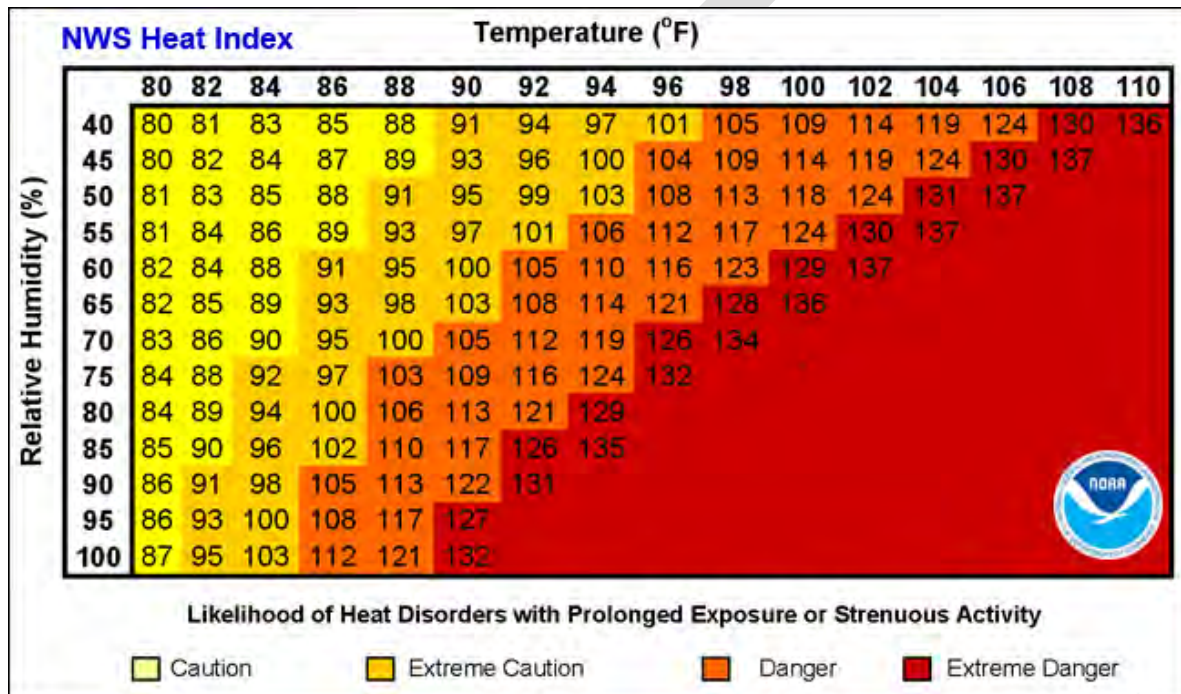 NWS Heat Index Temperature (°F)
80 82 84 86 88 90 92 94 96 98 100 102 104 106 108 110
Relative Humidity (%)
40 80 81 83 85 88 91 94 97 101 105 109 114 119 124 130 136
45 80 82 84 87 89 93 96 100 104 109 114 119 124 130 137
50 81 83 85 88 91 95 99 103 108 113 118 124 131 137
55 81 84 86 89 93 97 101 106 112 117 124 130 137
60 82 84 88 91 95 100 105 110 116 123 129 137
65 82 85 89 93 98 103 108 114 121 128 136
70 83 86 90 95 100 105 112 119 126 134
75 84 88 92 97 103 109 116 124 132
80 84 89 94 100 106 113 121 129
85 85 90 96 102 110 117 126 135
90 86 91 98 105 113 122 131
95 86 93 100 108 117 127
100 87 95 103 112 121 132
NOAA
Likelihood of Heat Disorders with Prolonged Exposure or Strenuous Activity
Caution Extreme Caution Danger Extreme Danger